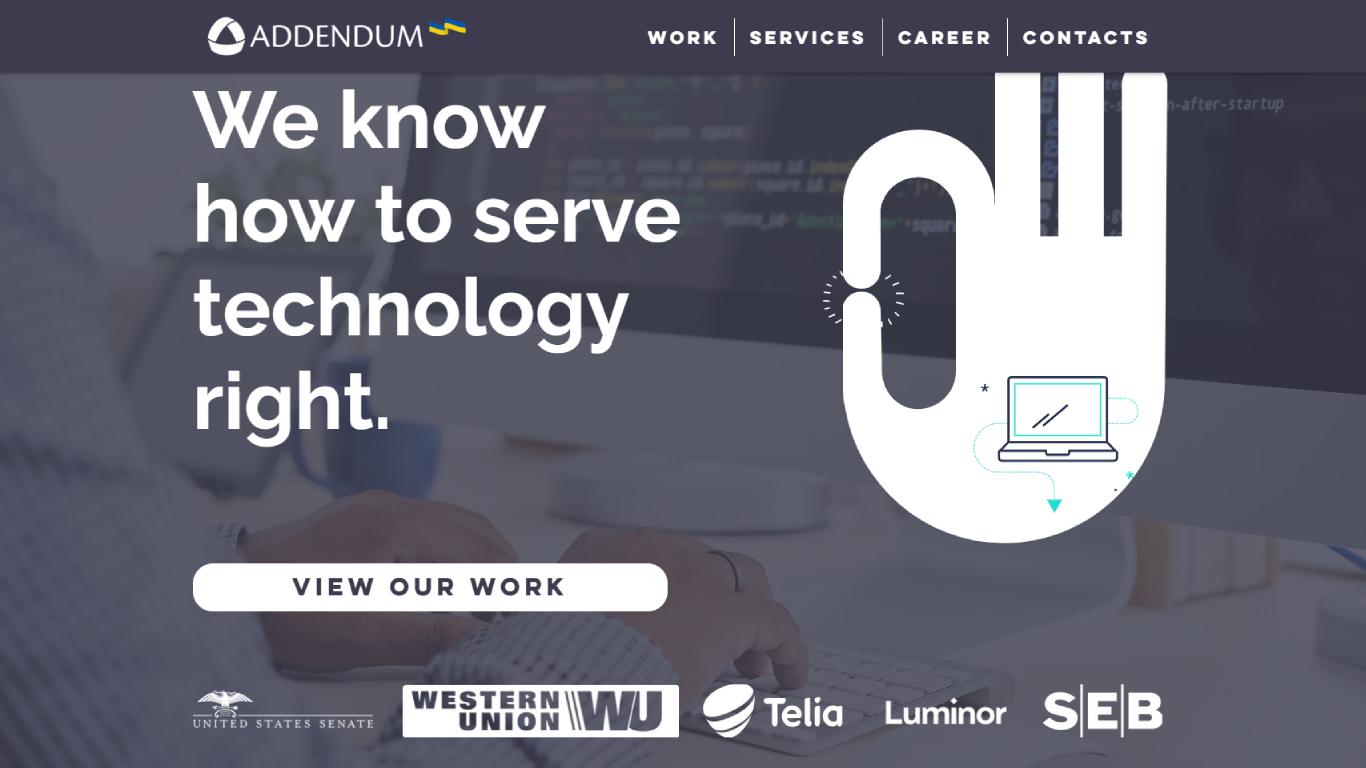 ADDENDUM
WORK
SERVICES
CAREER
CONTACTS
We know
how to serve
technology
right.
VIEW OUR WORK
UNITED STATES SENATE
WESTERN
UNION
WU
Telia
Luminor
S|E|B